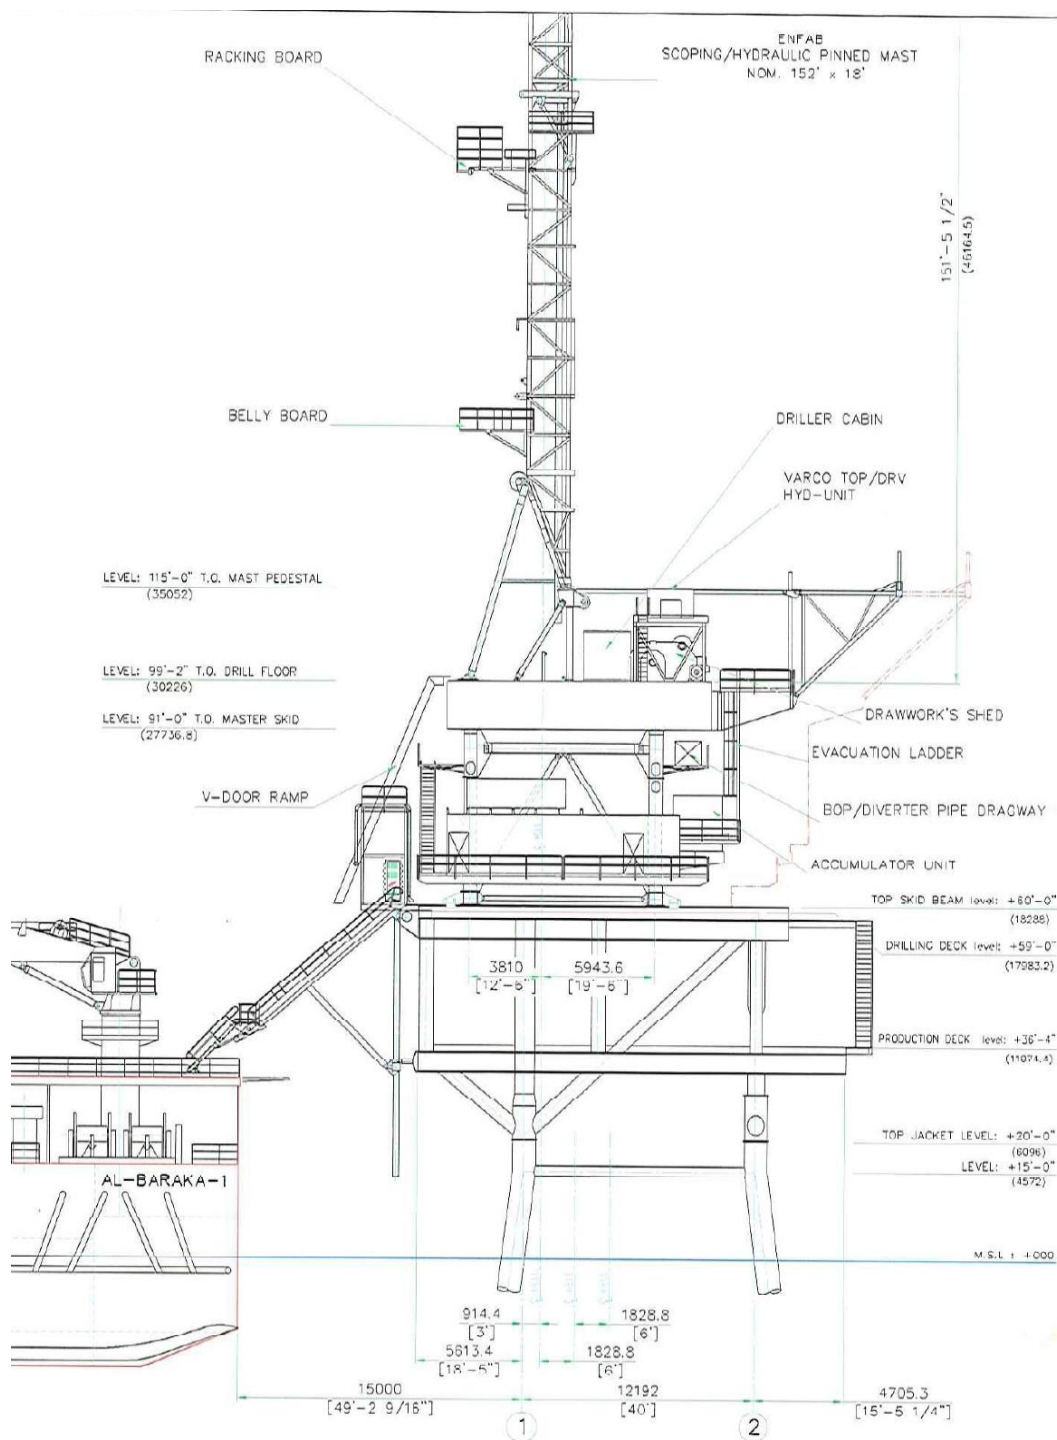 ENFAB
SCOPING/HYDRAULIC PINNED MAST
NOM. 152' x 18'
RACKING BOARD
151'-5 1/2"
(46164.5)
BELLY BOARD
DRILLER CABIN
VARCO TOP/DRV
HYD-UNIT
LEVEL: 115'-0" T.O. MAST PEDESTAL
(35052)
LEVEL: 99'-2" T.O. DRILL FLOOR
(30226)
LEVEL: 91'-0" T.O. MASTER SKID
(27736.8)
DRAWWORK'S SHED
EVACUATION LADDER
V-DOOR RAMP
BOP/DIVERTER PIPE DRAGWAY
ACCUMULATOR UNIT
TOP SKID BEAM level: +60'-0"
(18288)
DRILLING DECK level: +59'-0"
(17983.2)
3810
[12'-6"]
5943.6
[19'-6"]
PRODUCTION DECK level: +36'-4"
(11074.4)
TOP JACKET LEVEL: +20'-0"
(6096)
LEVEL: +15'-0"
(4572)
AL-BARAKA-1
M.S.L : +000
914.4
[3']
1828.8
[6']
5613.4
[18'-5"]
1828.8
[6']
15000
[49'-2 9/16"]
12192
[40']
4705.3
[15'-5 1/4"]
1
2